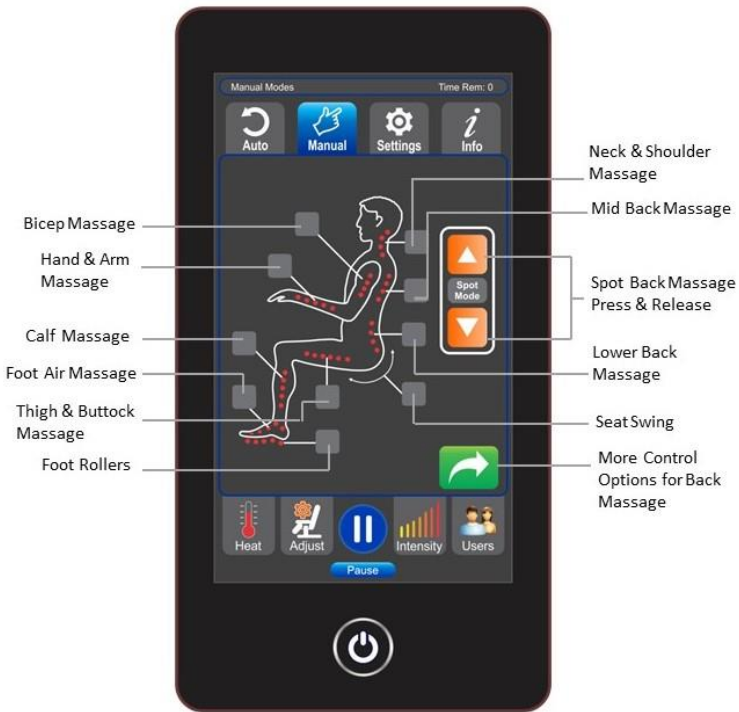 Manual Modes
Time Rem: 0
Auto
Manual
Settings
Info
Neck & Shoulder
Massage
Mid Back Massage
Bicep Massage
Hand & Arm
Massage
Spot
Mode
Spot Back Massage
Press & Release
Calf Massage
Lower Back
Massage
Foot Air Massage
Thigh & Buttock
Massage
Seat Swing
Foot Rollers
More Control
Options for Back
Massage
Heat
Adjust
Intensity
Users
Pause